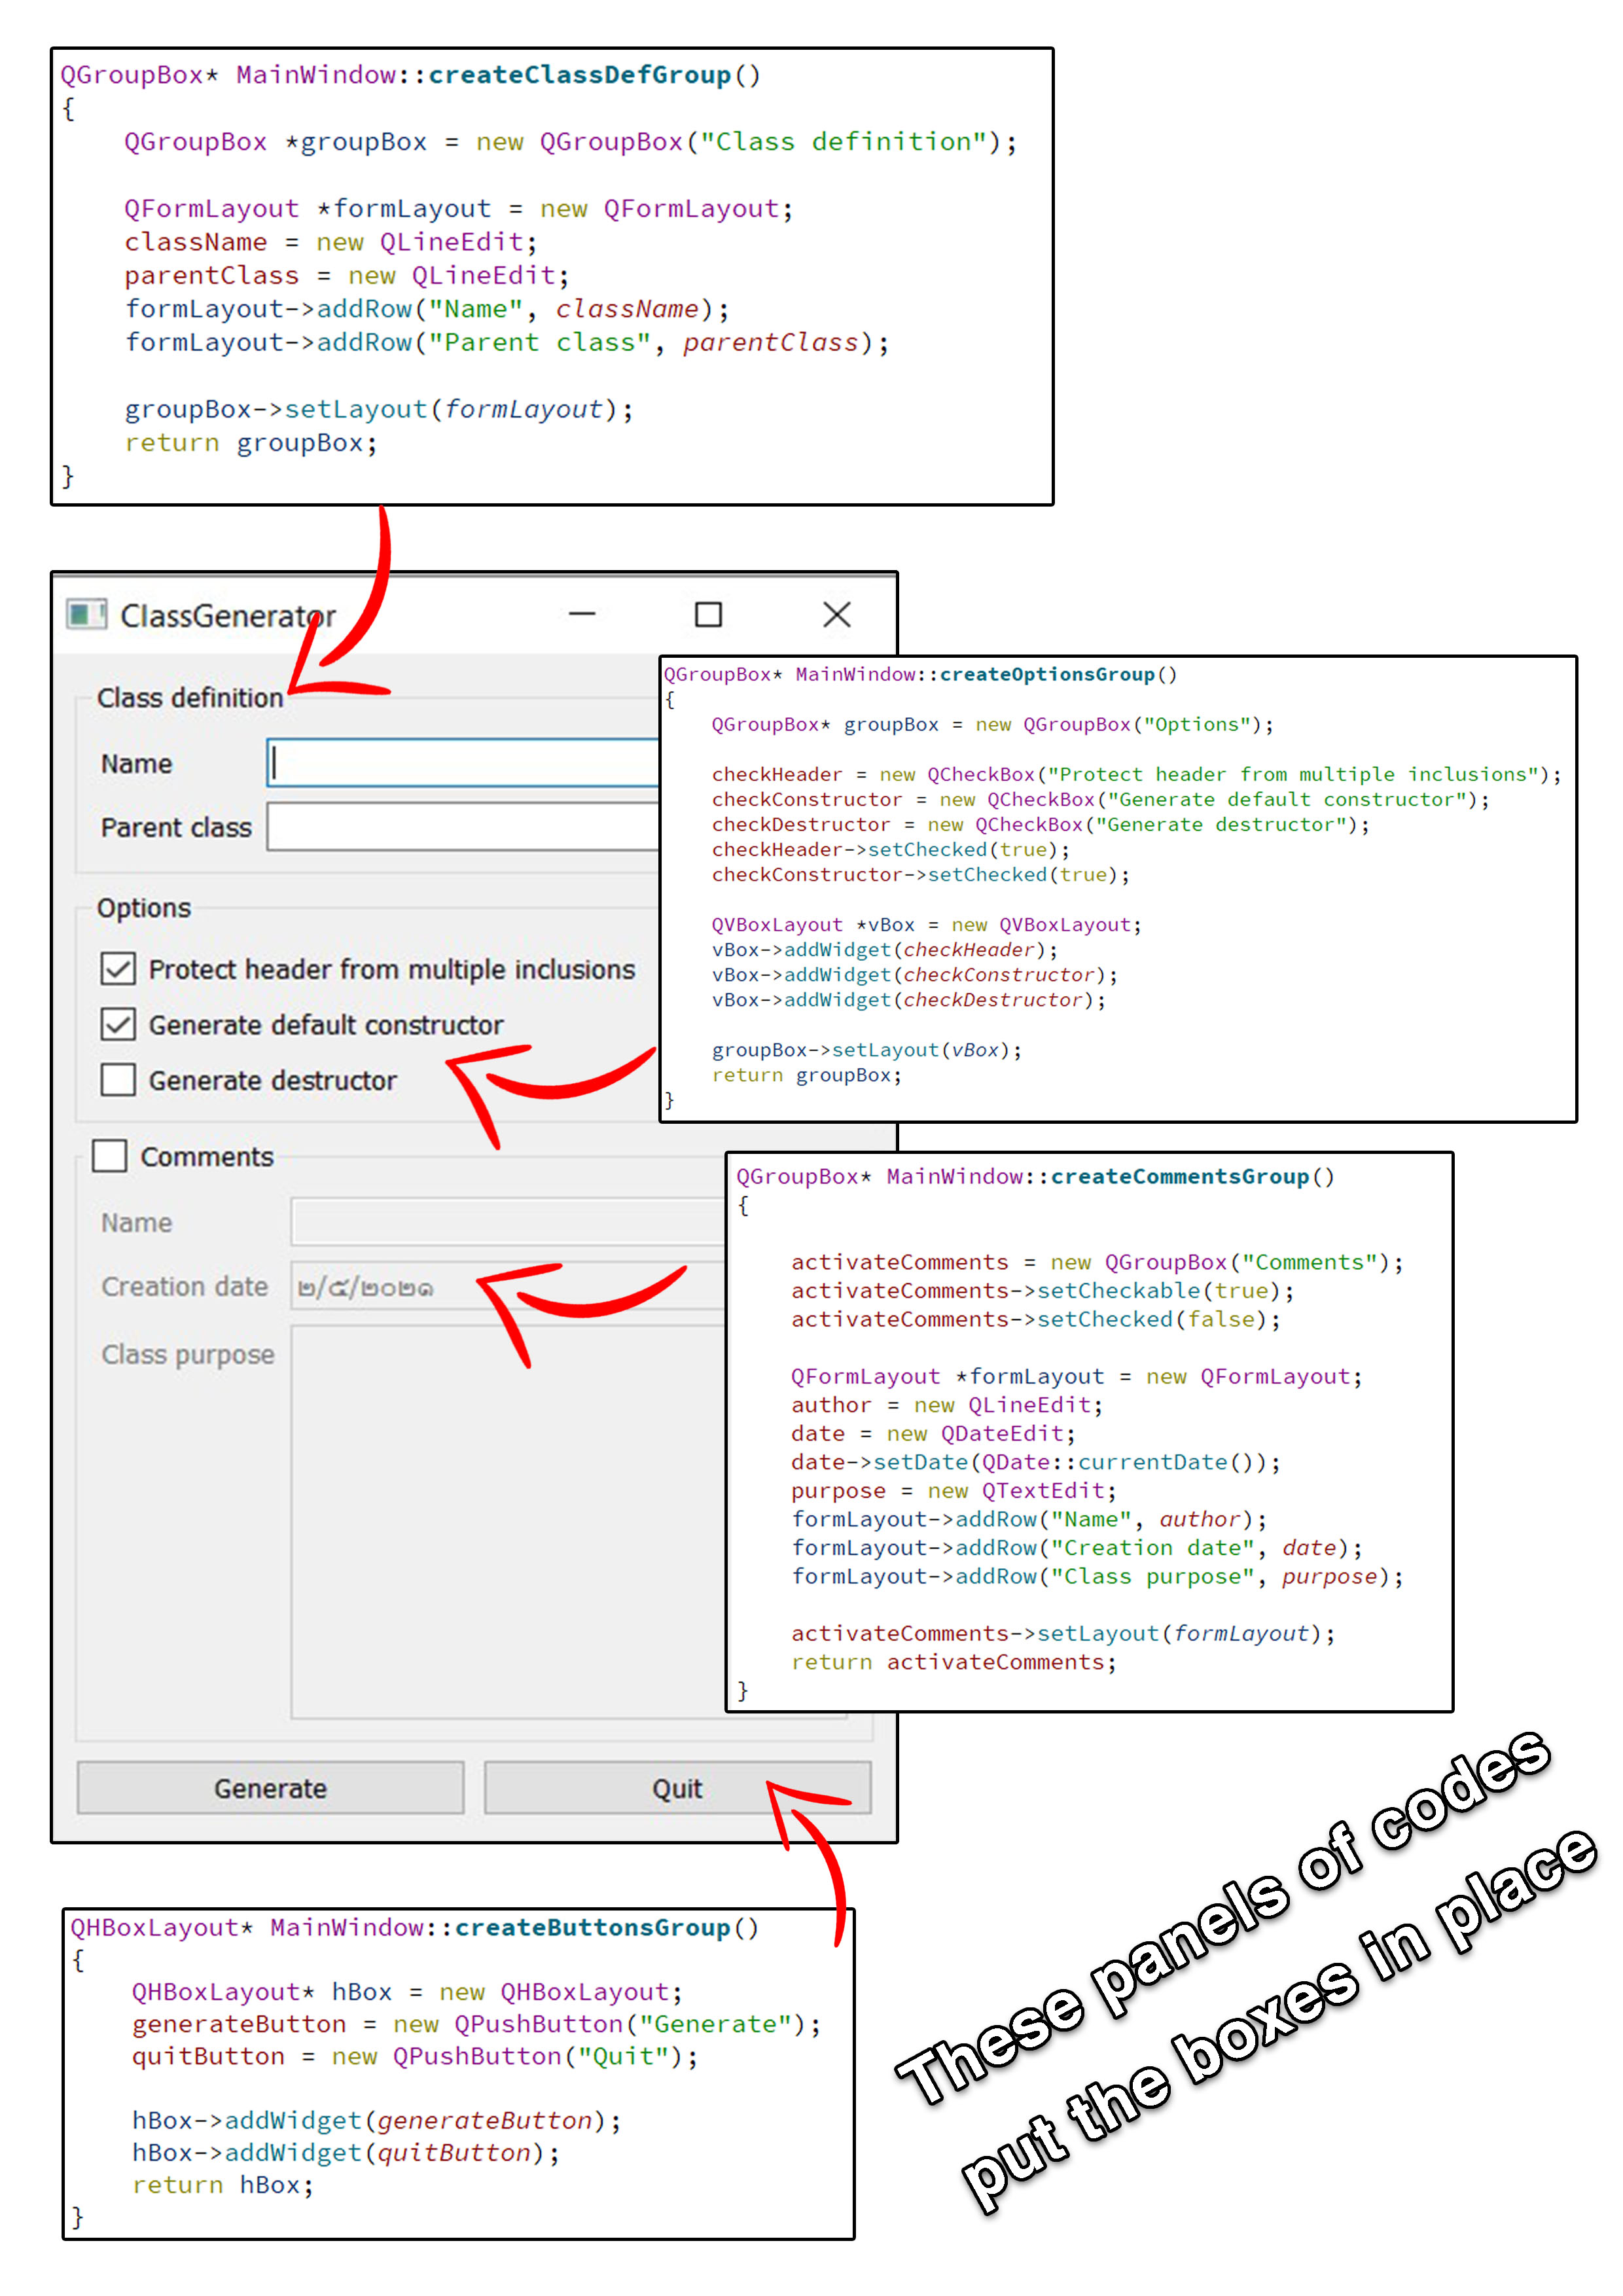 QGroupBox* MainWindow::createClassDefGroup()
{
QGroupBox *groupBox = new QGroupBox("Class definition");
QFormLayout *formLayout = new QFormLayout;
className = new QLineEdit;
parentClass = new QLineEdit;
formLayout->addRow("Name", className);
formLayout->addRow("Parent class", parentClass);
groupBox->setLayout(formLayout);
return groupBox;
}
ClassGenerator
Class definition
Name
Parent class
Options
Protect header from multiple inclusions
Generate default constructor
Generate destructor
Comments
Name
Creation date ๒/๕/๒๐๒๑
Class purpose
Generate Quit
QGroupBox* MainWindow::createOptionsGroup()
{
QGroupBox* groupBox = new QGroupBox("Options");
checkHeader = new QCheckBox("Protect header from multiple inclusions");
checkConstructor = new QCheckBox("Generate default constructor");
checkDestructor = new QCheckBox("Generate destructor");
checkHeader->setChecked(true);
checkConstructor->setChecked(true);
QVBoxLayout *vBox = new QVBoxLayout;
vBox->addWidget(checkHeader);
vBox->addWidget(checkConstructor);
vBox->addWidget(checkDestructor);
groupBox->setLayout(vBox);
return groupBox;
}
QGroupBox* MainWindow::createCommentsGroup()
{
activateComments = new QGroupBox("Comments");
activateComments->setCheckable(true);
activateComments->setChecked(false);
QFormLayout *formLayout = new QFormLayout;
author = new QLineEdit;
date = new QDateEdit;
date->setDate(QDate::currentDate());
purpose = new QTextEdit;
formLayout->addRow("Name", author);
formLayout->addRow("Creation date", date);
formLayout->addRow("Class purpose", purpose);
activateComments->setLayout(formLayout);
return activateComments;
}
QHBoxLayout* MainWindow::createButtonsGroup()
{
QHBoxLayout* hBox = new QHBoxLayout;
generateButton = new QPushButton("Generate");
quitButton = new QPushButton("Quit");
hBox->addWidget(generateButton);
hBox->addWidget(quitButton);
return hBox;
}
These panels of codes
put the boxes in place